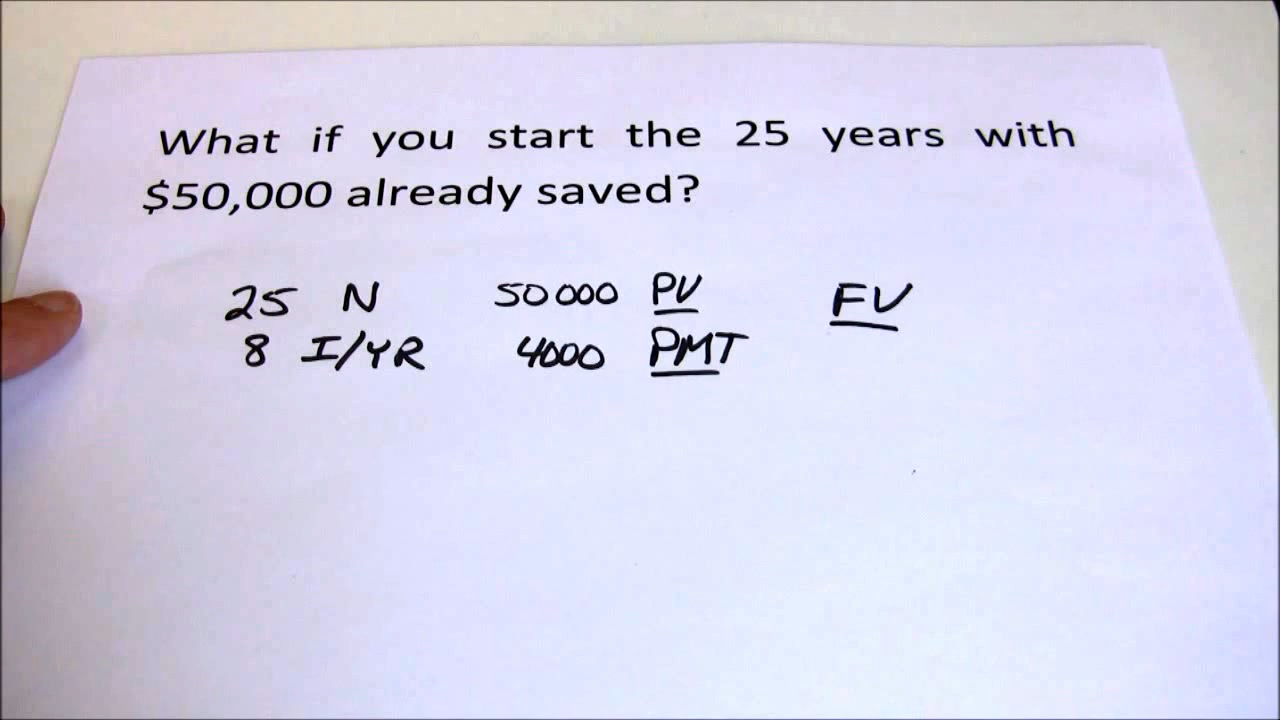 What if you start the 25 years with
$50,000 already saved?
25 N 50000 PV FV
8 I/YR 4000 PMT